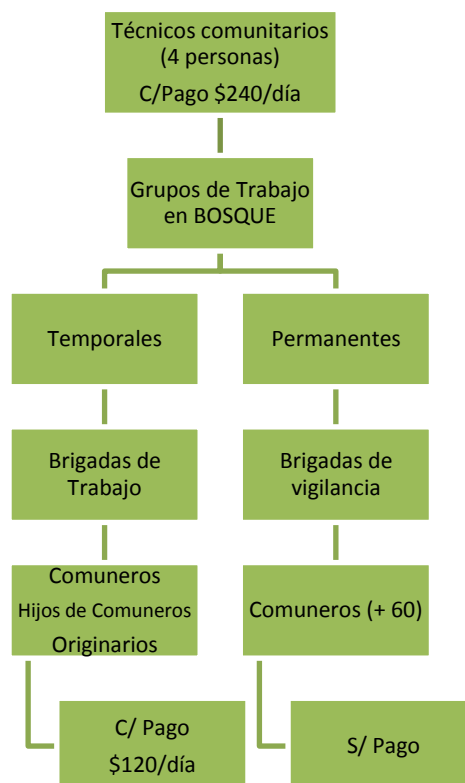 Técnicos comunitarios
(4 personas)
C/Pago $240/día
Grupos de Trabajo
en BOSQUE
Temporales
Permanentes
Brigadas de
Trabajo
Brigadas de
vigilancia
Comuneros
Hijos de Comuneros
Originarios
Comuneros (+ 60)
C/ Pago
$120/día
S/ Pago